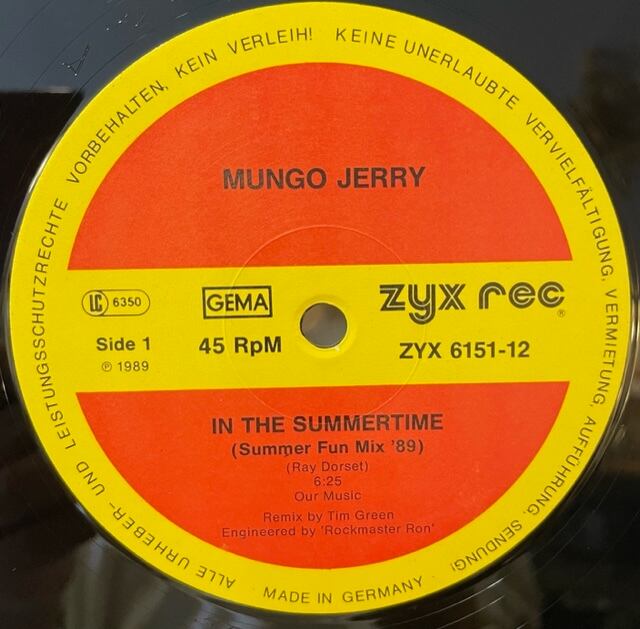 ALLE URHEBER- UND LEISTUNGSSCHUTZRECHTE VORBEHALTEN, KEIN VERLEIH! KEINE UNERLAUBTE VERVIELFÄLTIGUNG, VERMIETUNG, AUFFÜHRUNG, SENDUNG!
MUNGO JERRY
LC 6350
GEMA
zyx rec®
Side 1
45 RpM
ZYX 6151-12
℗ 1989
IN THE SUMMERTIME
(Summer Fun Mix '89)
(Ray Dorset)
6:25
Our Music
Remix by Tim Green
Engineered by 'Rockmaster Ron'
MADE IN GERMANY